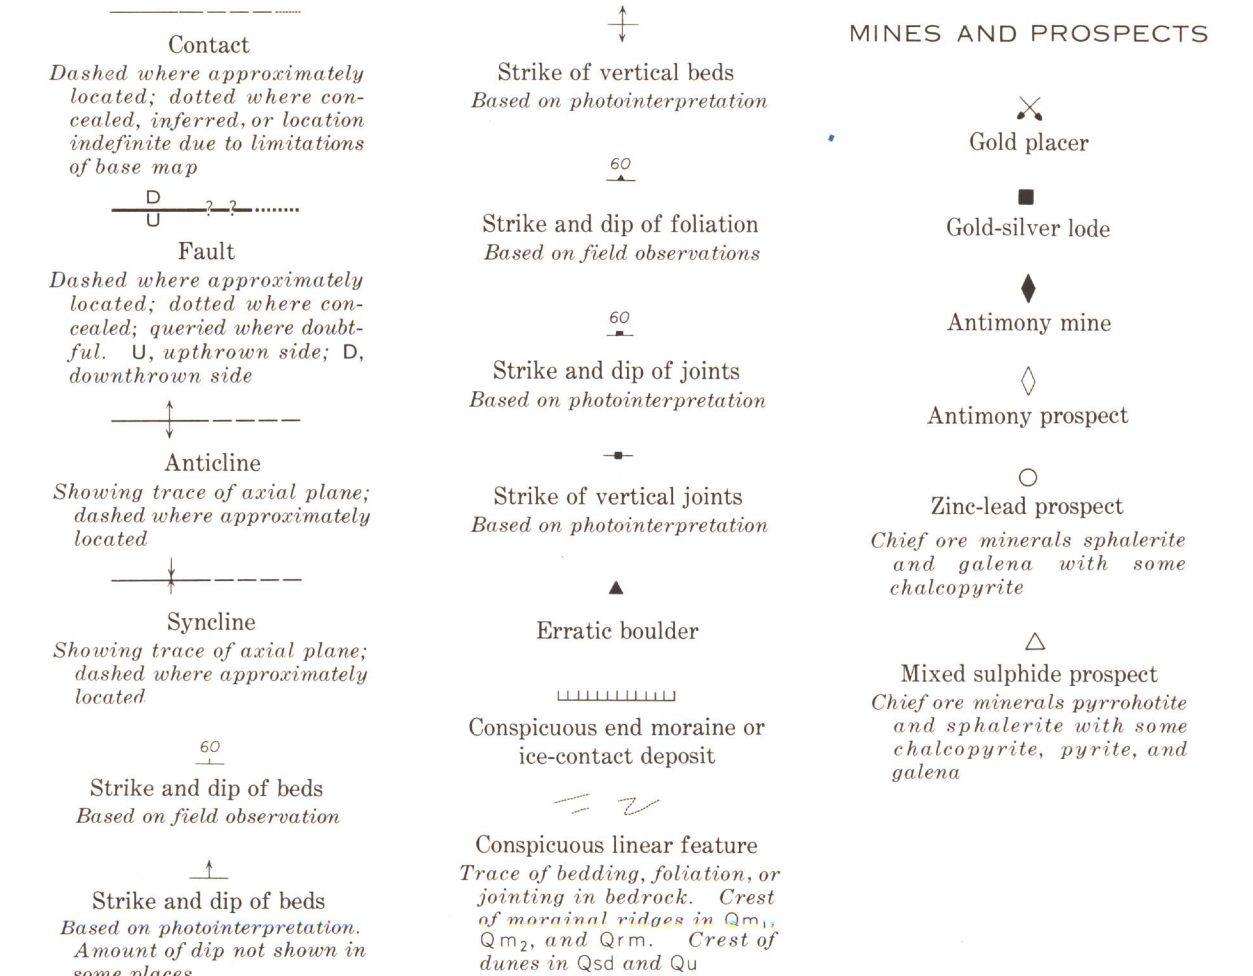 Contact
Dashed where approximately
located; dotted where con-
cealed, inferred, or location
indefinite due to limitations
of base map
D
U
? ?
Fault
Dashed where approximately
located; dotted where con-
cealed; queried where doubt-
ful. U, upthrown side; D,
downthrown side
Anticline
Showing trace of axial plane;
dashed where approximately
located
Syncline
Showing trace of axial plane;
dashed where approximately
located
60
Strike and dip of beds
Based on field observation
Strike and dip of beds
Based on photointerpretation.
Amount of dip not shown in
some places
Strike of vertical beds
Based on photointerpretation
60
Strike and dip of foliation
Based on field observations
60
Strike and dip of joints
Based on photointerpretation
Strike of vertical joints
Based on photointerpretation
Erratic boulder
Conspicuous end moraine or
ice-contact deposit
Conspicuous linear feature
Trace of bedding, foliation, or
jointing in bedrock. Crest
of morainal ridges in Qm₁,
Qm₂, and Qrm. Crest of
dunes in Qsd and Qu
MINES AND PROSPECTS
Gold placer
Gold-silver lode
Antimony mine
Antimony prospect
Zinc-lead prospect
Chief ore minerals sphalerite
and galena with some
chalcopyrite
Mixed sulphide prospect
Chief ore minerals pyrrohotite
and sphalerite with some
chalcopyrite, pyrite, and
galena